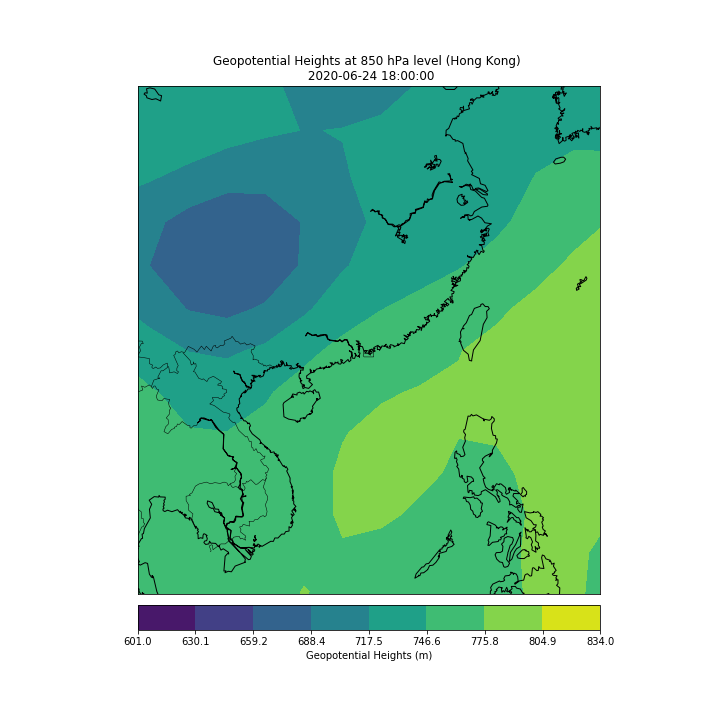 Geopotential Heights at 850 hPa level (Hong Kong)
2020-06-24 18:00:00
601.0 630.1 659.2 688.4 717.5 746.6 775.8 804.9 834.0
Geopotential Heights (m)